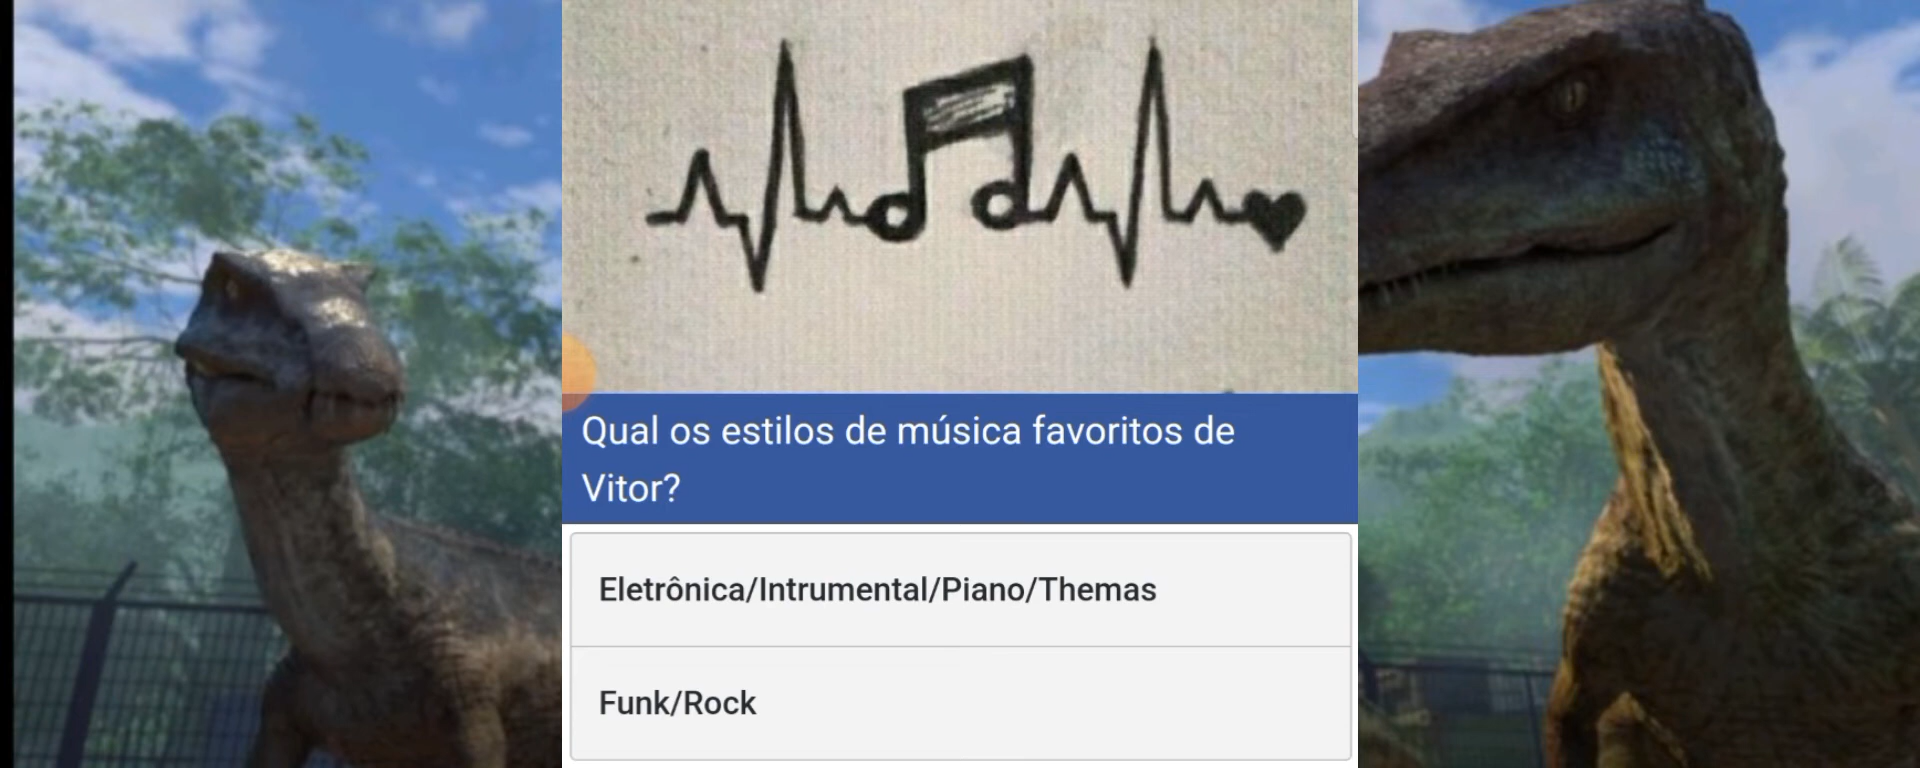 Qual os estilos de música favoritos de
Vitor?
Eletrônica/Intrumental/Piano/Themas
Funk/Rock